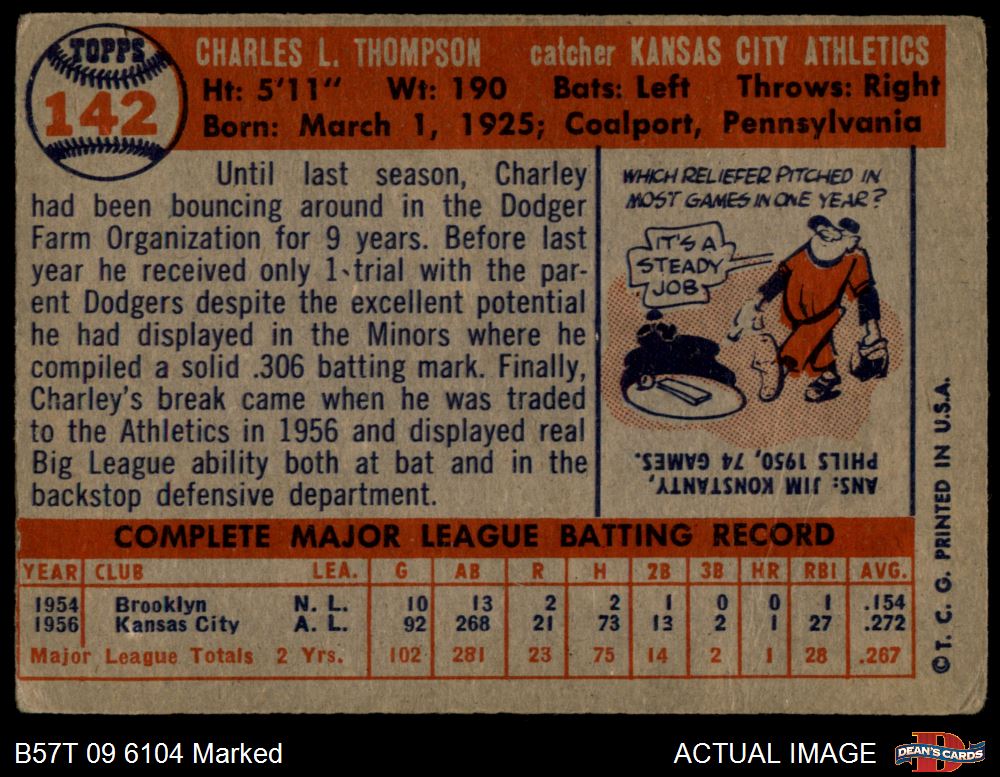 TOPPS
142
CHARLES L. THOMPSON catcher KANSAS CITY ATHLETICS
Ht: 5'11" Wt: 190 Bats: Left Throws: Right
Born: March 1, 1925; Coalport, Pennsylvania
Until last season, Charley
had been bouncing around in the Dodger
Farm Organization for 9 years. Before last
year he received only 1 trial with the par-
ent Dodgers despite the excellent potential
he had displayed in the Minors where he
compiled a solid .306 batting mark. Finally,
Charley's break came when he was traded
to the Athletics in 1956 and displayed real
Big League ability both at bat and in the
backstop defensive department.
WHICH RELIEFER PITCHED IN
MOST GAMES IN ONE YEAR?
IT'S A
STEADY
JOB
ANS: JIM KONSTANTY,
PHILS 1950, 74 GAMES.
COMPLETE MAJOR LEAGUE BATTING RECORD
YEAR CLUB LEA. G AB R H 2B 3B HR RBI AVG.
1954 Brooklyn N. L. 10 13 2 2 1 0 0 1 .154
1956 Kansas City A. L. 92 268 21 73 13 2 1 27 .272
Major League Totals 2 Yrs. 102 281 23 75 14 2 1 28 .267
©T. C. G. PRINTED IN U.S.A.
B57T 09 6104 Marked
ACTUAL IMAGE
D
DEAN'S CARDS